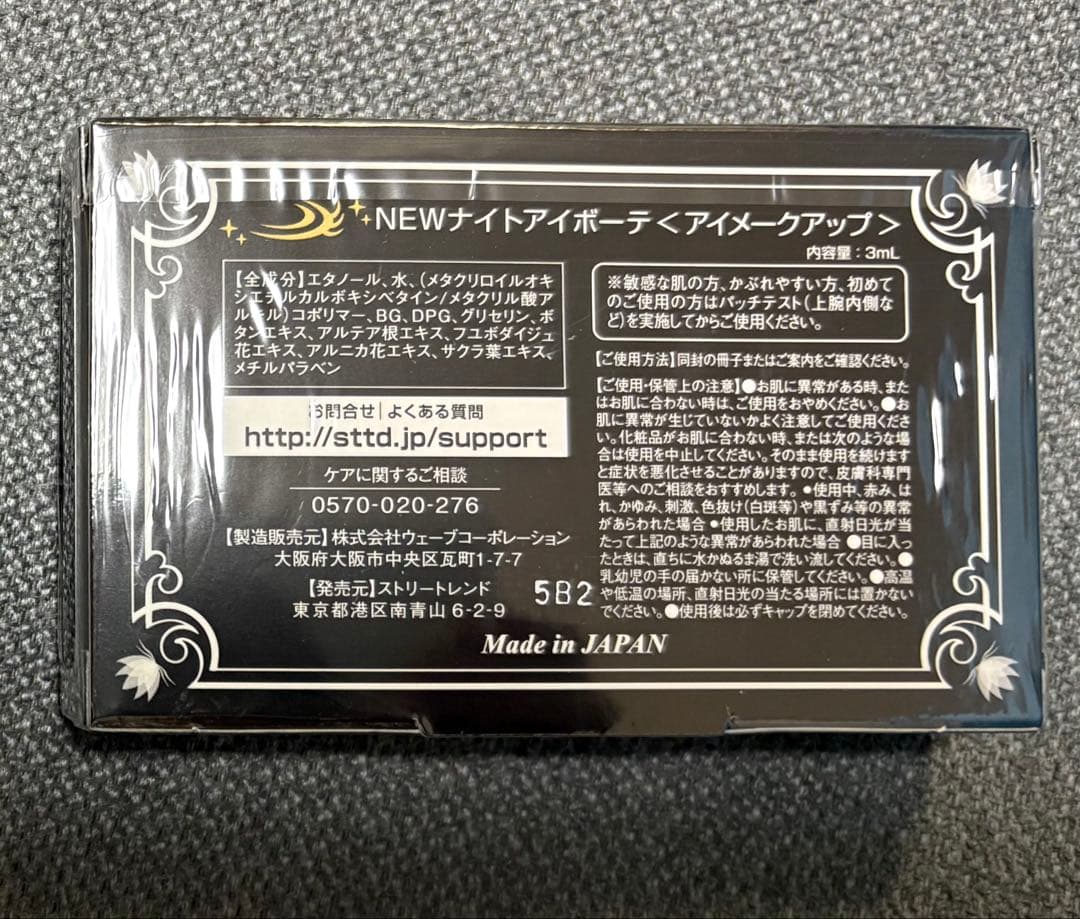 NEWナイトアイボーテ＜アイメークアップ＞
内容量：3mL
【全成分】エタノール、水、（メタクリロイルオキ
シエチルカルボキシベタイン/メタクリル酸ア
ルキル）コポリマー、BG、DPG、グリセリン、ボ
タンエキス、アルテア根エキス、フユボダイジュ
花エキス、アルニカ花エキス、サクラ葉エキス、
メチルパラベン
お問合せ｜よくある質問
http://sttd.jp/support
ケアに関するご相談
0570-020-276
【製造販売元】株式会社ウェーブコーポレーション
大阪府大阪市中央区瓦町1-7-7
【発売元】ストリートレンド
東京都港区南青山 6-2-9
5B2
※敏感な肌の方、かぶれやすい方、初めて
のご使用の方はパッチテスト（上腕内側な
ど）を実施してからご使用ください。
【ご使用方法】同封の冊子またはご案内をご確認ください。
【ご使用・保管上の注意】●お肌に異常がある時、また
はお肌に合わない時は、ご使用をおやめください。●お
肌に異常が生じていないかよく注意してご使用くださ
い。化粧品がお肌に合わない時、または次のような場
合は使用を中止してください。そのまま使用を続けます
と症状を悪化させることがありますので、皮膚科専門
医等へのご相談をおすすめします。•使用中、赤み、は
れ、かゆみ、刺激、色抜け（白斑等）や黒ずみ等の異常
があらわれた場合 •使用したお肌に、直射日光が当
たって上記のような異常があらわれた場合 ●目に入っ
たときは、直ちに水かぬるま湯で洗い流してください。●
乳幼児の手の届かない所に保管してください。●高温
や低温の場所、直射日光の当たる場所には置かない
でください。●使用後は必ずキャップを閉めてください。
Made in JAPAN